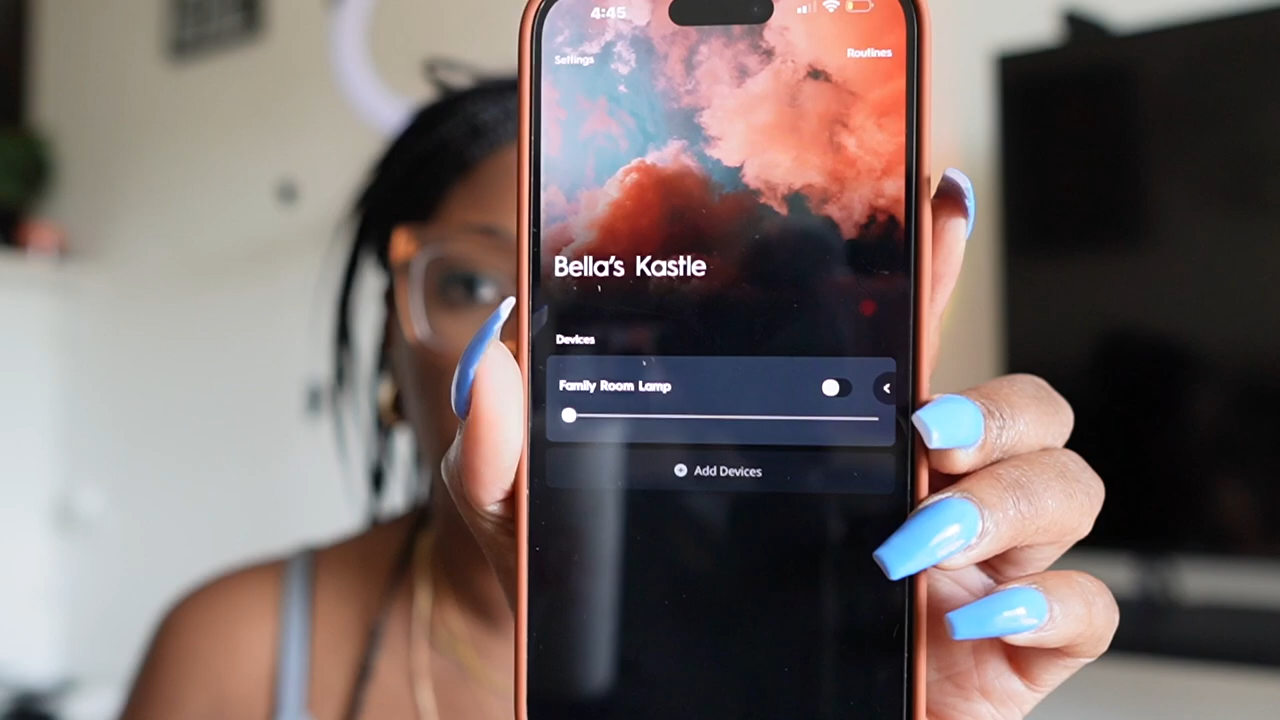 4:45
Settings
Routines
Bella's Kastle
Devices
Family Room Lamp
Add Devices